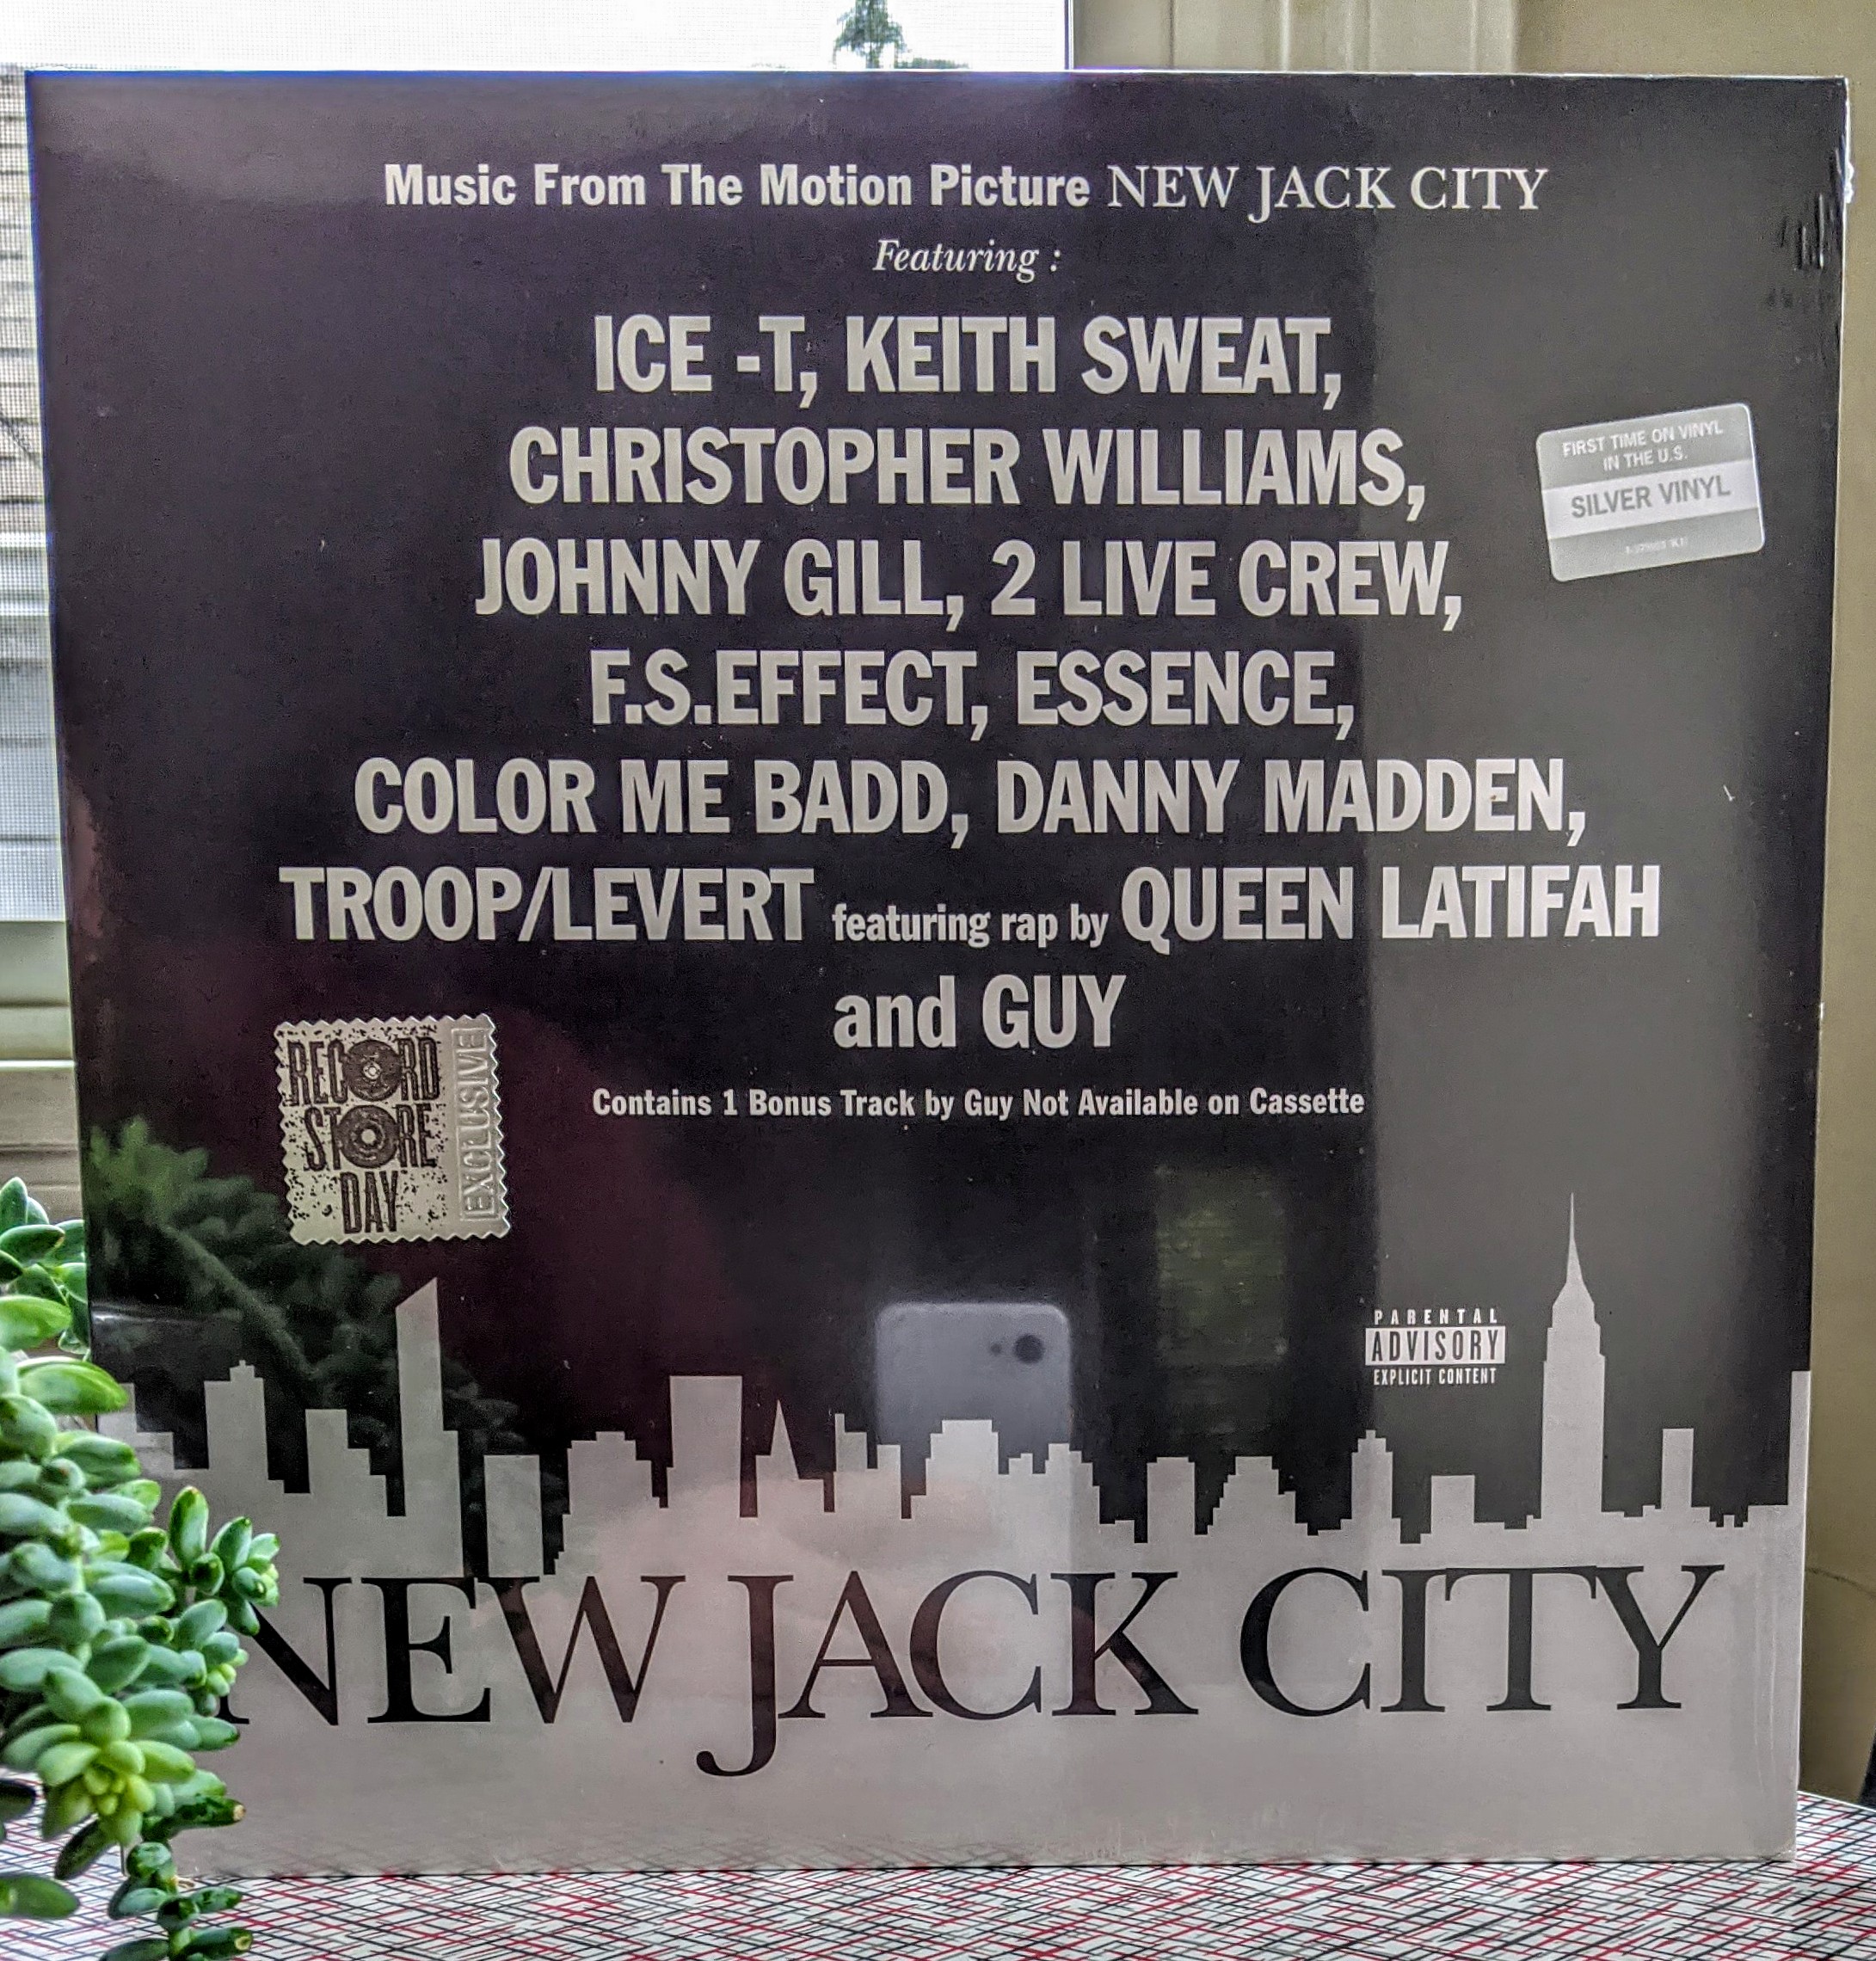 Music From The Motion Picture NEW JACK CITY
Featuring :
ICE -T, KEITH SWEAT,
CHRISTOPHER WILLIAMS,
JOHNNY GILL, 2 LIVE CREW,
F.S.EFFECT, ESSENCE,
COLOR ME BADD, DANNY MADDEN,
TROOP/LEVERT featuring rap by QUEEN LATIFAH
and GUY
Contains 1 Bonus Track by Guy Not Available on Cassette
FIRST TIME ON VINYL
IN THE U.S.
SILVER VINYL
RECORD
STORE
DAY
EXCLUSIVE
PARENTAL
ADVISORY
EXPLICIT CONTENT
NEW JACK CITY